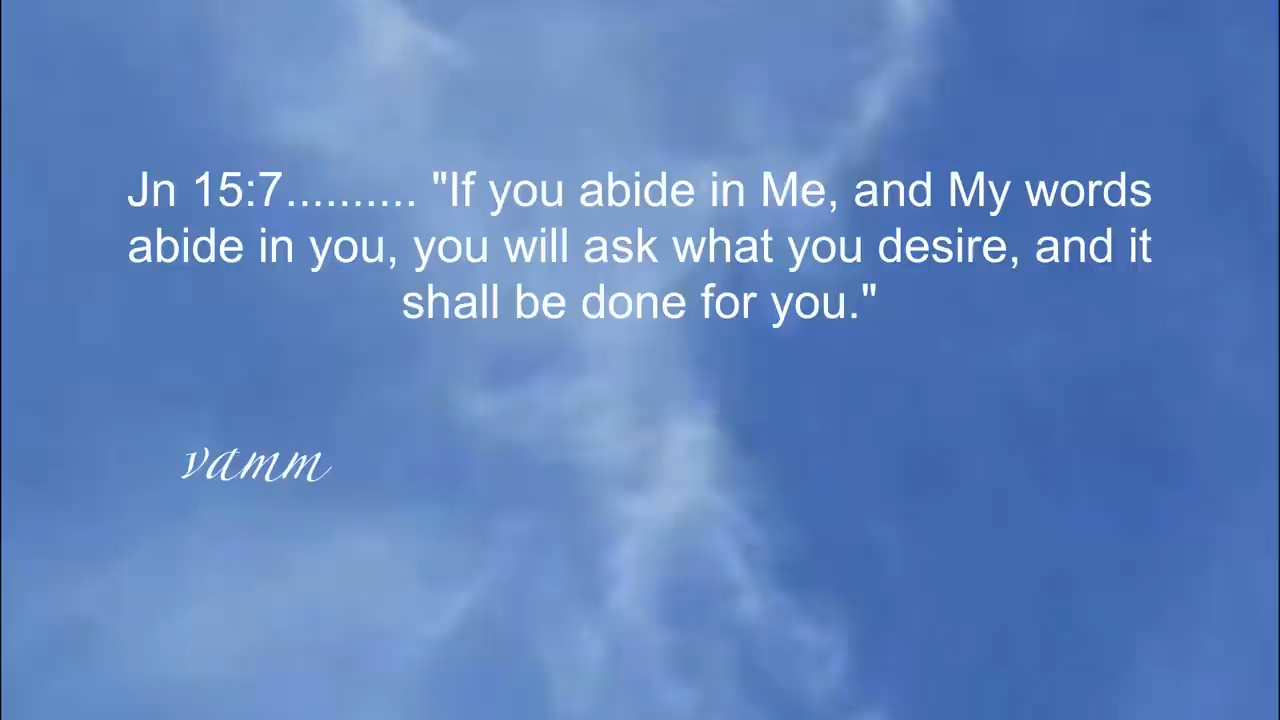 Jn 15:7.......... "If you abide in Me, and My words
abide in you, you will ask what you desire, and it
shall be done for you."
vamm